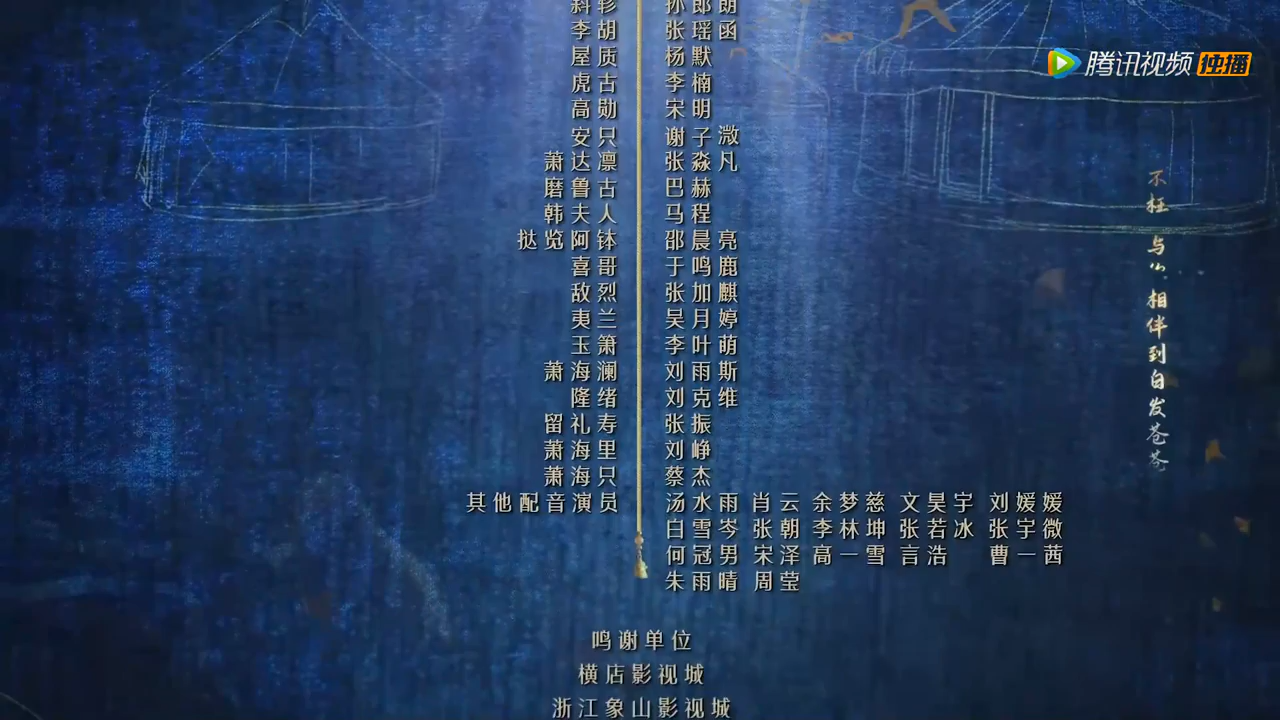 斜轸 孙郎朗
李胡 张瑶函
屋质 杨默
虎古 李楠
高勋 宋明
安只 谢子溦
萧达凛 张淼凡
磨鲁古 巴赫
韩夫人 马程
挞览阿钵 邵晨亮
喜哥 于鸣鹿
敌烈 张加麒
夷兰 吴月婷
玉箫 李叶萌
萧海澜 刘雨斯
隆绪 刘克维
留礼寿 张振
萧海里 刘峥
萧海只 蔡杰
其他配音演员 汤水雨 肖云 余梦慈 文昊宇 刘媛媛
白雪岑 张朝 李林坤 张若冰 张宇微
何冠男 宋泽 高一雪 言浩 曹一茜
朱雨晴 周莹
鸣谢单位
横店影视城
浙江象山影视城
腾讯视频 独播
不枉 与 相伴到白发苍苍